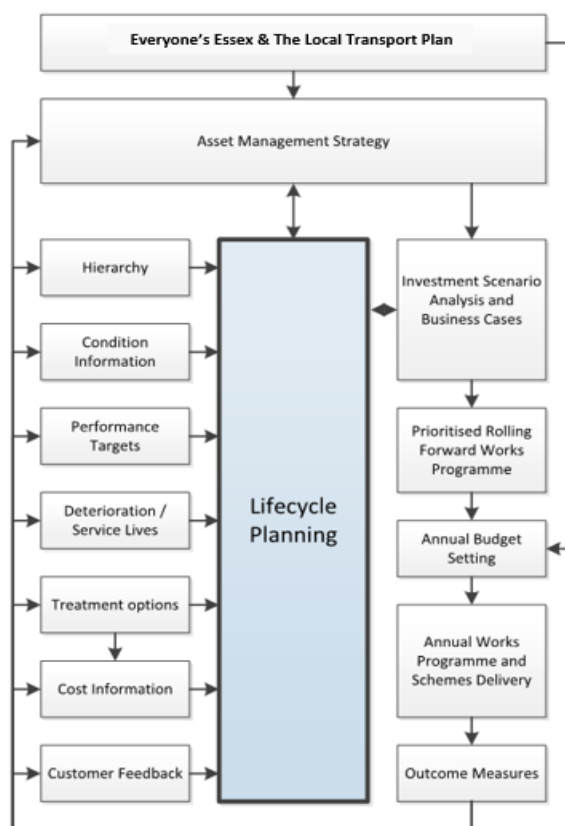 Everyone's Essex & The Local Transport Plan
Asset Management Strategy
Hierarchy
Condition
Information
Performance
Targets
Deterioration /
Service Lives
Treatment options
Cost Information
Customer Feedback
Lifecycle
Planning
Investment Scenario
Analysis and
Business Cases
Prioritised Rolling
Forward Works
Programme
Annual Budget
Setting
Annual Works
Programme and
Schemes Delivery
Outcome Measures